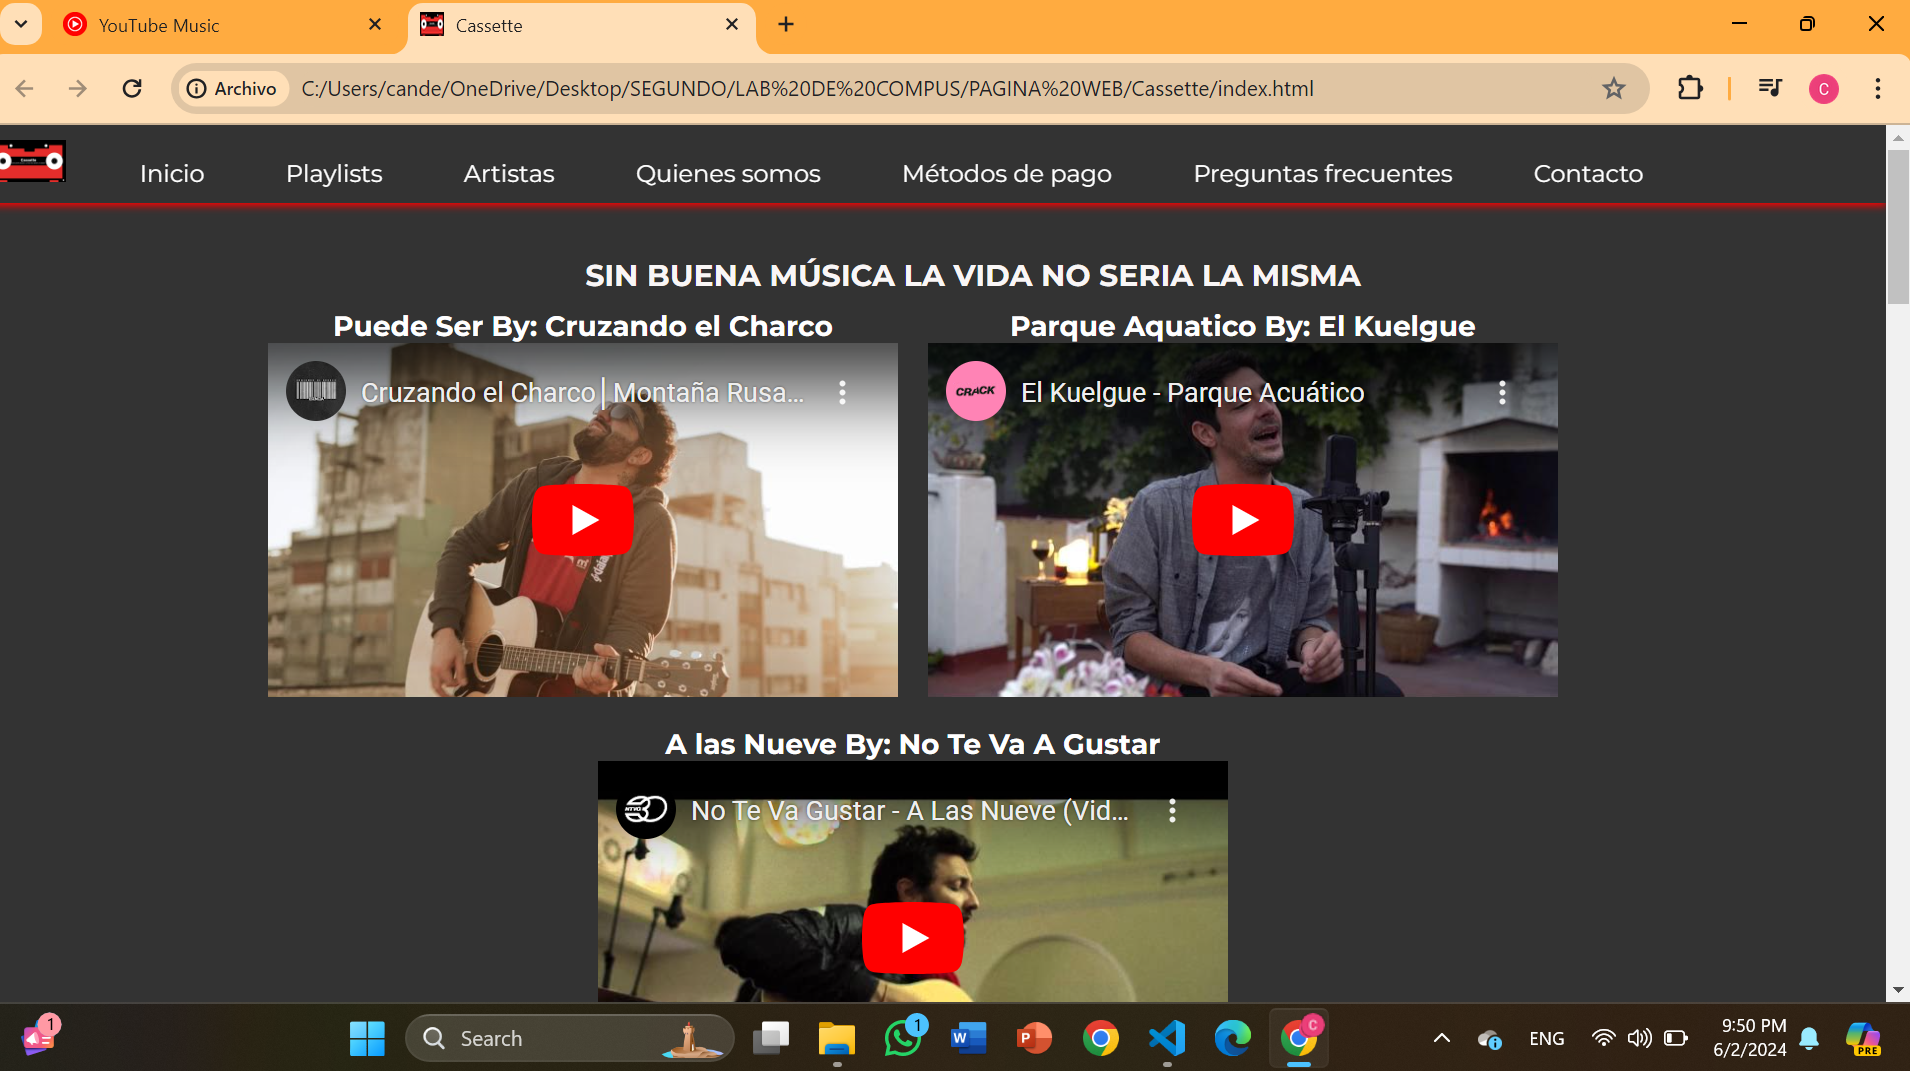 YouTube Music
Cassette
Archivo
C:/Users/cande/OneDrive/Desktop/SEGUNDO/LAB%20DE%20COMPUS/PAGINA%20WEB/Cassette/index.html
C
Inicio
Playlists
Artistas
Quienes somos
Métodos de pago
Preguntas frecuentes
Contacto
SIN BUENA MÚSICA LA VIDA NO SERIA LA MISMA
Puede Ser By: Cruzando el Charco
Parque Aquatico By: El Kuelgue
Cruzando el Charco│Montaña Rusa...
CRACK
El Kuelgue - Parque Acuático
A las Nueve By: No Te Va A Gustar
NTVG
30
No Te Va Gustar - A Las Nueve (Vid...
1
Search
1
W
P
C
ENG
9:50 PM
6/2/2024
PRE